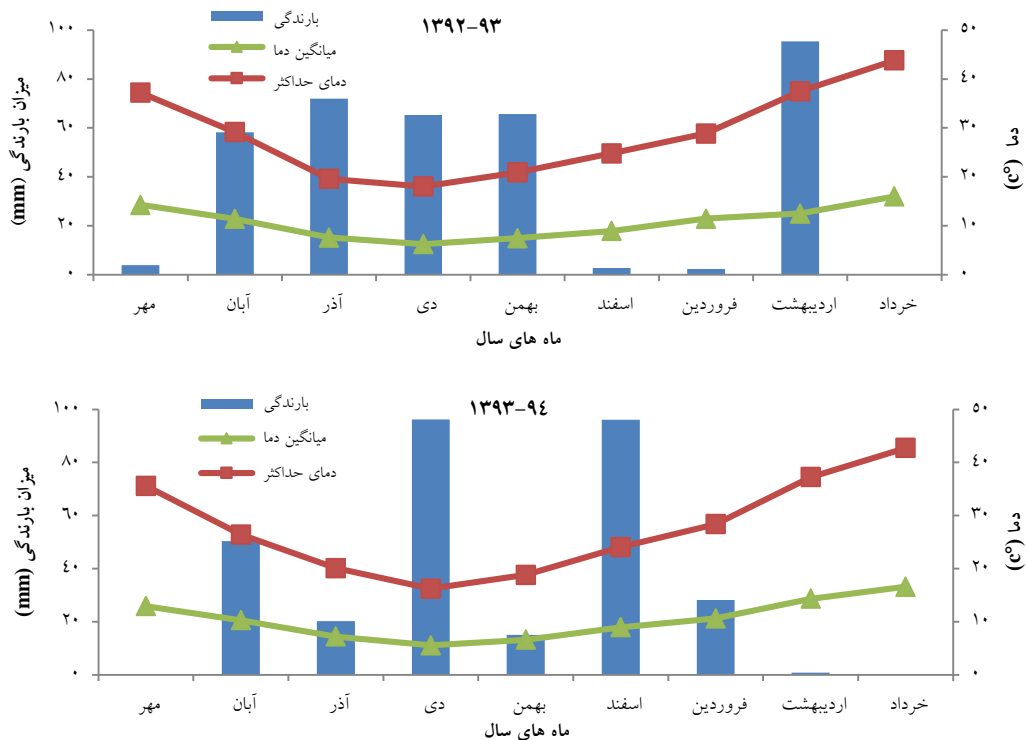 ۱۳۹۲-۹۳
بارندگی
میانگین دما
دمای حداکثر
میزان بارندگی (mm)
۱۰۰
۸۰
۶۰
۴۰
۲۰
۰
دما (c°)
۵۰
۴۰
۳۰
۲۰
۱۰
۰
مهر آبان آذر دی بهمن اسفند فروردین اردیبهشت خرداد
ماه های سال
۱۳۹۳-۹٤
بارندگی
میانگین دما
دمای حداکثر
میزان بارندگی (mm)
۱۰۰
۸۰
۶۰
۴۰
۲۰
۰
دما (c°)
۵۰
۴۰
۳۰
۲۰
۱۰
۰
مهر آبان آذر دی بهمن اسفند فروردین اردیبهشت خرداد
ماه های سال